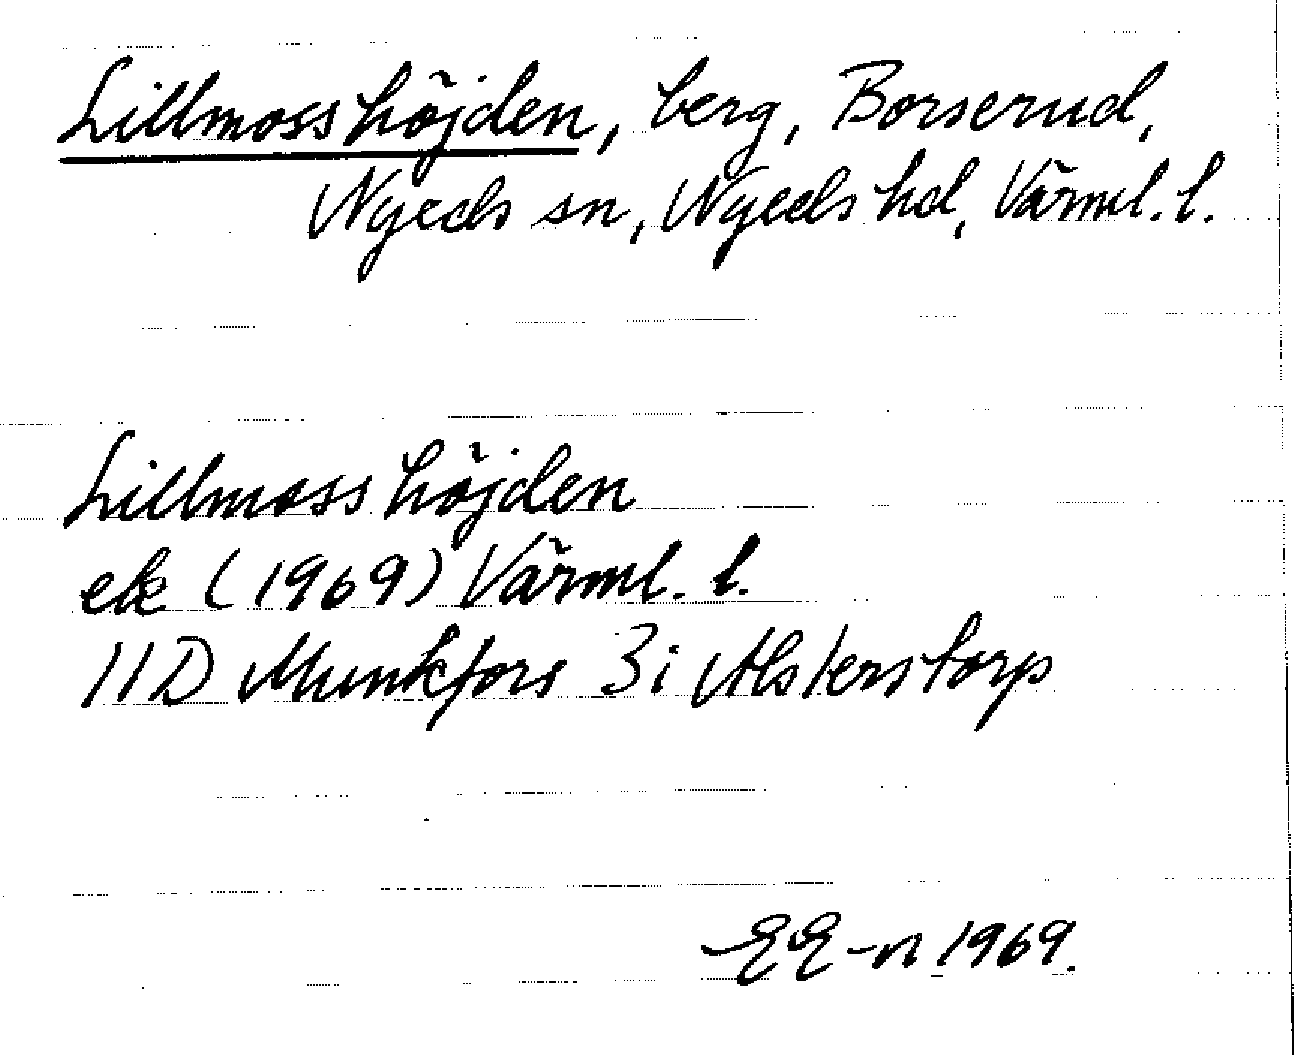 Lillmosshöjden, berg, Borserud,
Nyeds sn, Nyeds hd, Värml. l.
Lillmosshöjden
ek (1969) Värml. l.
11D Munkfors 3i Alsterstorp
EE-n 1969.